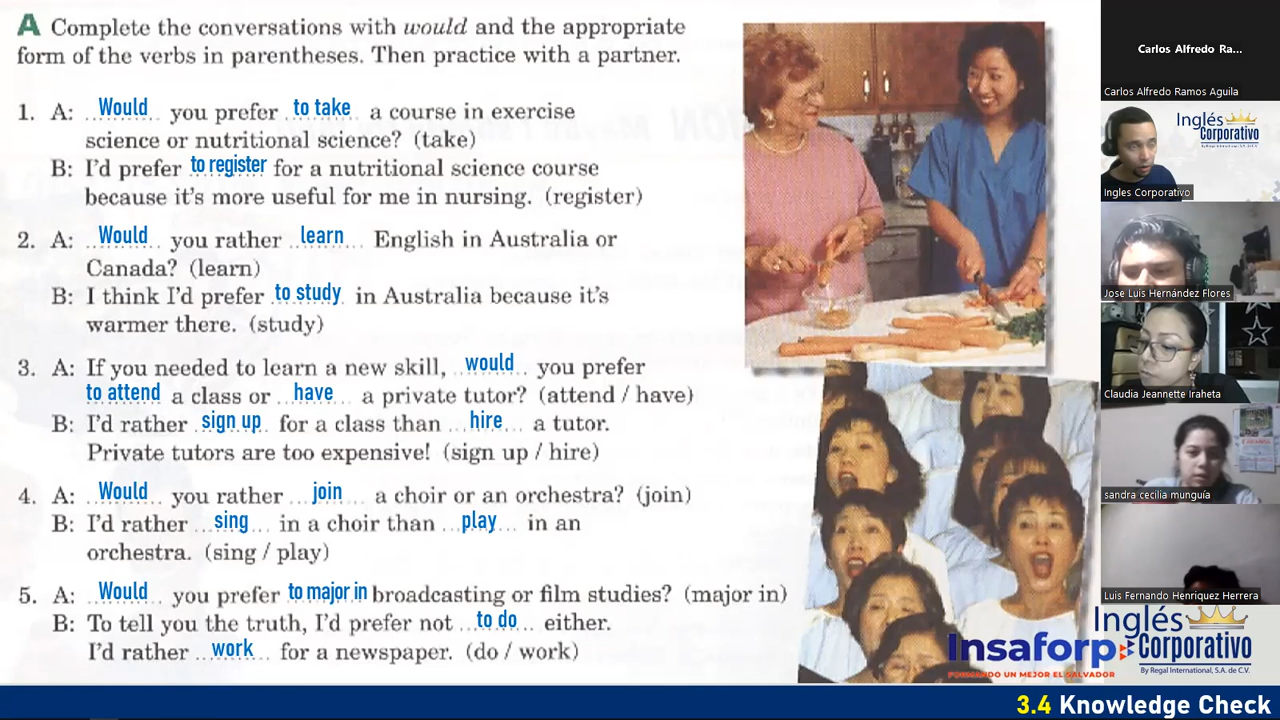 A Complete the conversations with would and the appropriate
form of the verbs in parentheses. Then practice with a partner.
1. A: Would you prefer to take a course in exercise
science or nutritional science? (take)
B: I'd prefer to register for a nutritional science course
because it's more useful for me in nursing. (register)
2. A: Would you rather learn English in Australia or
Canada? (learn)
B: I think I'd prefer to study in Australia because it's
warmer there. (study)
3. A: If you needed to learn a new skill, would you prefer
to attend a class or have a private tutor? (attend / have)
B: I'd rather sign up for a class than hire a tutor.
Private tutors are too expensive! (sign up / hire)
4. A: Would you rather join a choir or an orchestra? (join)
B: I'd rather sing in a choir than play in an
orchestra. (sing / play)
5. A: Would you prefer to major in broadcasting or film studies? (major in)
B: To tell you the truth, I'd prefer not to do either.
I'd rather work for a newspaper. (do / work)
Carlos Alfredo Ra...
Carlos Alfredo Ramos Aguila
Inglés
Corporativo
By Regal International, S.A. de C.V.
Ingles Corporativo
Jose Luis Hernández Flores
Claudia Jeannette Iraheta
sandra cecilia munguía
Luis Fernando Henriquez Herrera
Insaforp
FORMANDO UN MEJOR EL SALVADOR
Inglés
Corporativo
By Regal International, S.A. de C.V.
3.4 Knowledge Check